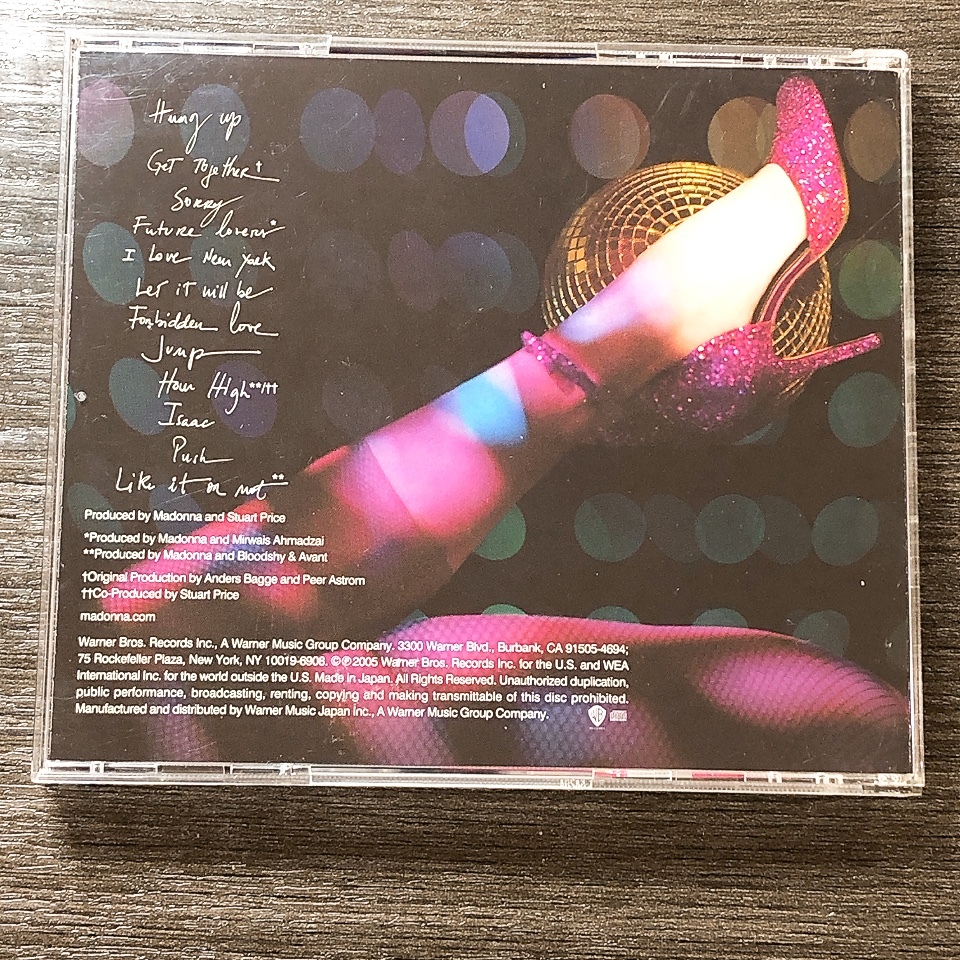 Hung up
Get Together†
Sorry
Future lovers*
I Love New York
Let it will be
Forbidden love
Jump
How High**/††
Isaac
Push
Like it or not**
Produced by Madonna and Stuart Price
*Produced by Madonna and Mirwais Ahmadzai
**Produced by Madonna and Bloodshy & Avant
†Original Production by Anders Bagge and Peer Astrom
††Co-Produced by Stuart Price
madonna.com
Warner Bros. Records Inc., A Warner Music Group Company. 3300 Warner Blvd., Burbank, CA 91505-4694;
75 Rockefeller Plaza, New York, NY 10019-6908. ©℗2005 Warner Bros. Records Inc. for the U.S. and WEA
International Inc. for the world outside the U.S. Made in Japan. All Rights Reserved. Unauthorized duplication,
public performance, broadcasting, renting, copying and making transmittable of this disc prohibited.
Manufactured and distributed by Warner Music Japan Inc., A Warner Music Group Company.